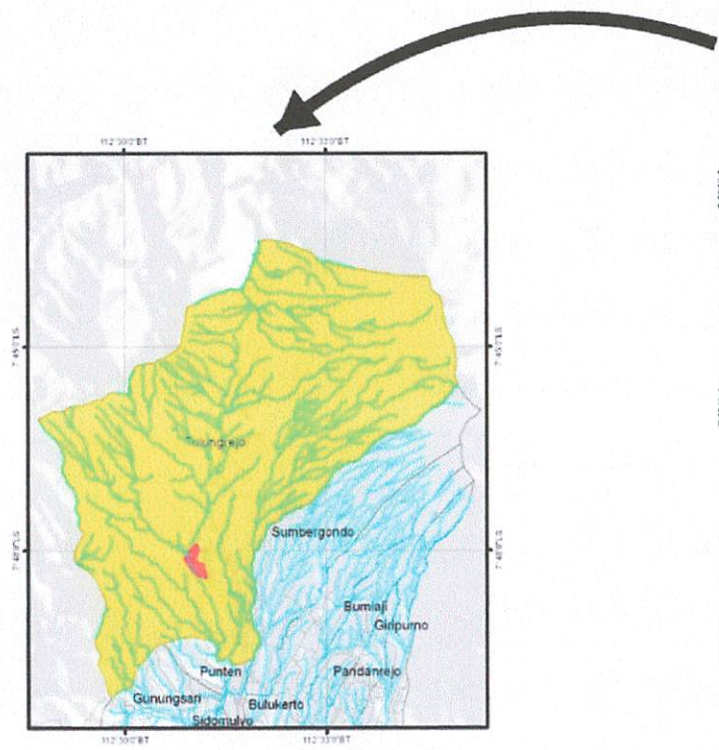 112°30'0"BT 112°33'0"BT
7°45'0"LS 7°45'0"LS
Tulungrejo
Sumbergondo
7°48'0"LS 7°48'0"LS
Bumiaji
Giripurno
Punten
Pandanrejo
Gunungsari
Bulukerto
Sidomulyo
112°30'0"BT 112°33'0"BT